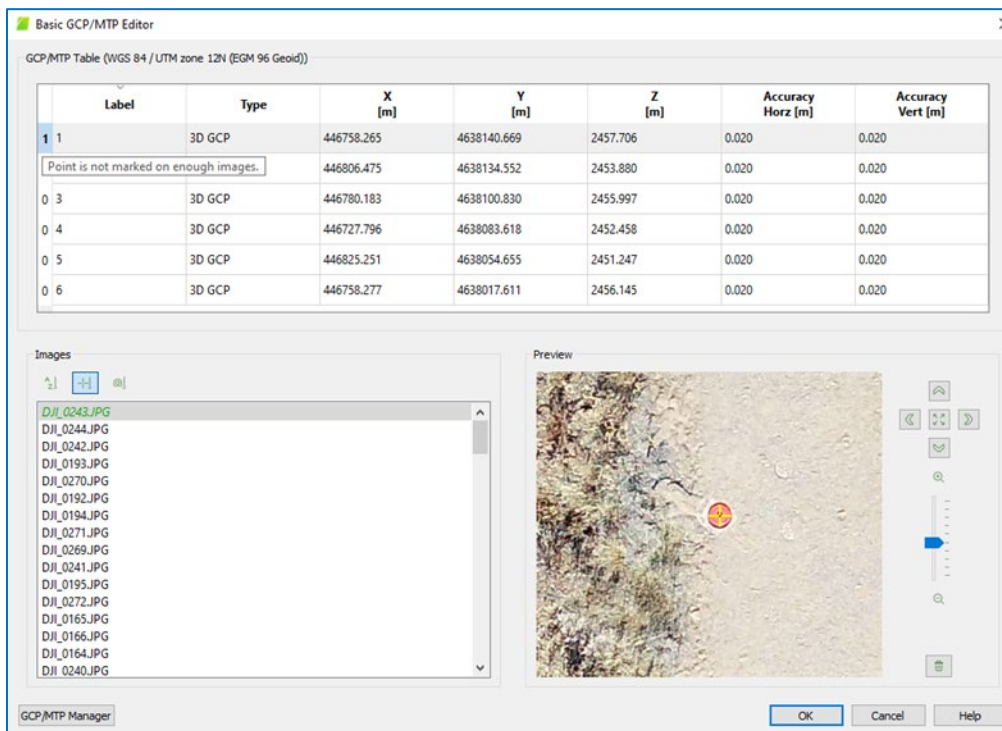 Basic GCP/MTP Editor
GCP/MTP Table (WGS 84 / UTM zone 12N (EGM 96 Geoid))
Label Type X [m] Y [m] Z [m] Accuracy Horz [m] Accuracy Vert [m]
1 1 3D GCP 446758.265 4638140.669 2457.706 0.020 0.020
Point is not marked on enough images. 446806.475 4638134.552 2453.880 0.020 0.020
0 3 3D GCP 446780.183 4638100.830 2455.997 0.020 0.020
0 4 3D GCP 446727.796 4638083.618 2452.458 0.020 0.020
0 5 3D GCP 446825.251 4638054.655 2451.247 0.020 0.020
0 6 3D GCP 446758.277 4638017.611 2456.145 0.020 0.020
Images
DJI_0243.JPG
DJI_0244.JPG
DJI_0242.JPG
DJI_0193.JPG
DJI_0270.JPG
DJI_0192.JPG
DJI_0194.JPG
DJI_0271.JPG
DJI_0269.JPG
DJI_0241.JPG
DJI_0195.JPG
DJI_0272.JPG
DJI_0165.JPG
DJI_0166.JPG
DJI_0164.JPG
DJI_0240.JPG
Preview
GCP/MTP Manager
OK Cancel Help